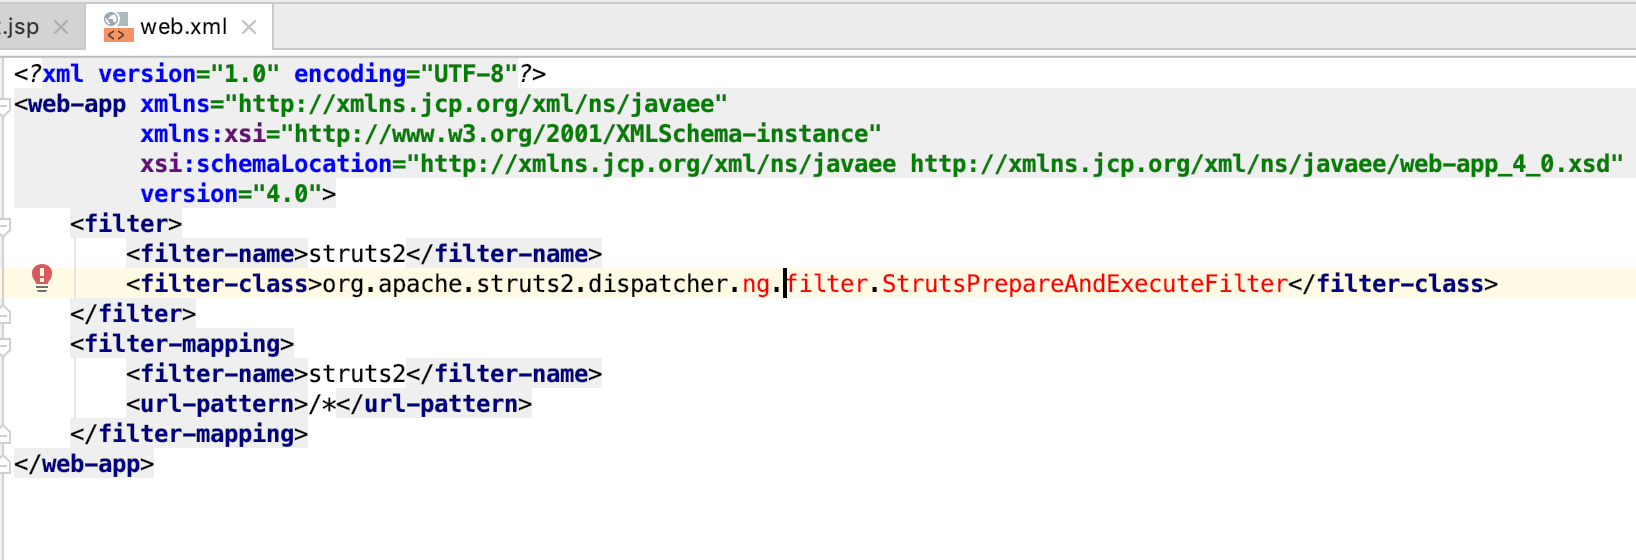 .jsp web.xml
<?xml version="1.0" encoding="UTF-8"?>
<web-app xmlns="http://xmlns.jcp.org/xml/ns/javaee"
xmlns:xsi="http://www.w3.org/2001/XMLSchema-instance"
xsi:schemaLocation="http://xmlns.jcp.org/xml/ns/javaee http://xmlns.jcp.org/xml/ns/javaee/web-app_4_0.xsd"
version="4.0">
<filter>
<filter-name>struts2</filter-name>
<filter-class>org.apache.struts2.dispatcher.ng.filter.StrutsPrepareAndExecuteFilter</filter-class>
</filter>
<filter-mapping>
<filter-name>struts2</filter-name>
<url-pattern>/*</url-pattern>
</filter-mapping>
</web-app>